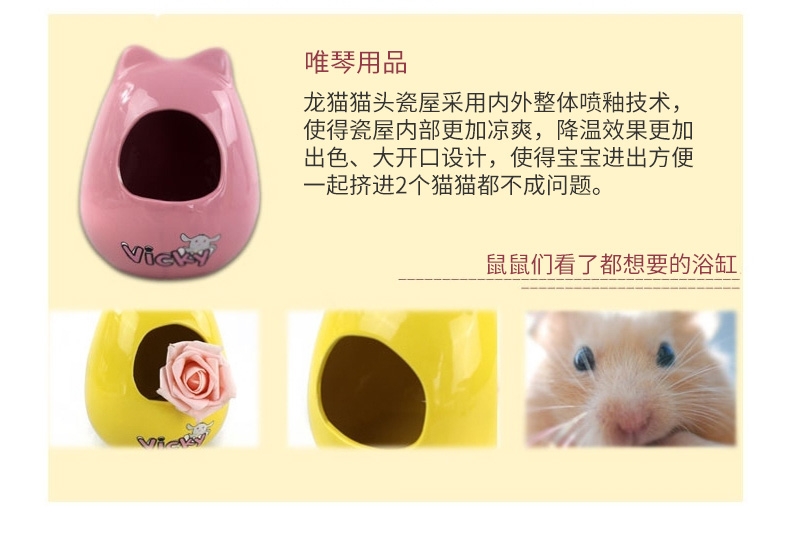 唯琴用品
龙猫猫头瓷屋采用内外整体喷釉技术，
使得瓷屋内部更加凉爽，降温效果更加
出色、大开口设计，使得宝宝进出方便
一起挤进2个猫猫都不成问题。
Vicky
鼠鼠们看了都想要的浴缸
Vicky